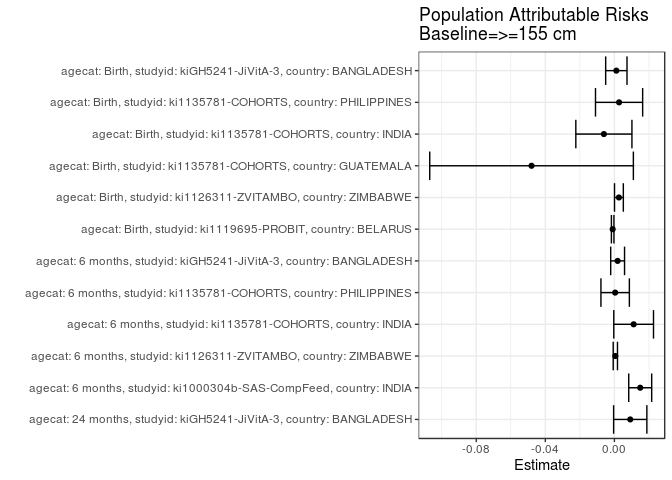 Population Attributable Risks
Baseline=>=155 cm
agecat: Birth, studyid: kiGH5241-JiVitA-3, country: BANGLADESH
agecat: Birth, studyid: ki1135781-COHORTS, country: PHILIPPINES
agecat: Birth, studyid: ki1135781-COHORTS, country: INDIA
agecat: Birth, studyid: ki1135781-COHORTS, country: GUATEMALA
agecat: Birth, studyid: ki1126311-ZVITAMBO, country: ZIMBABWE
agecat: Birth, studyid: ki1119695-PROBIT, country: BELARUS
agecat: 6 months, studyid: kiGH5241-JiVitA-3, country: BANGLADESH
agecat: 6 months, studyid: ki1135781-COHORTS, country: PHILIPPINES
agecat: 6 months, studyid: ki1135781-COHORTS, country: INDIA
agecat: 6 months, studyid: ki1126311-ZVITAMBO, country: ZIMBABWE
agecat: 6 months, studyid: ki1000304b-SAS-CompFeed, country: INDIA
agecat: 24 months, studyid: kiGH5241-JiVitA-3, country: BANGLADESH
-0.08 -0.04 0.00
Estimate